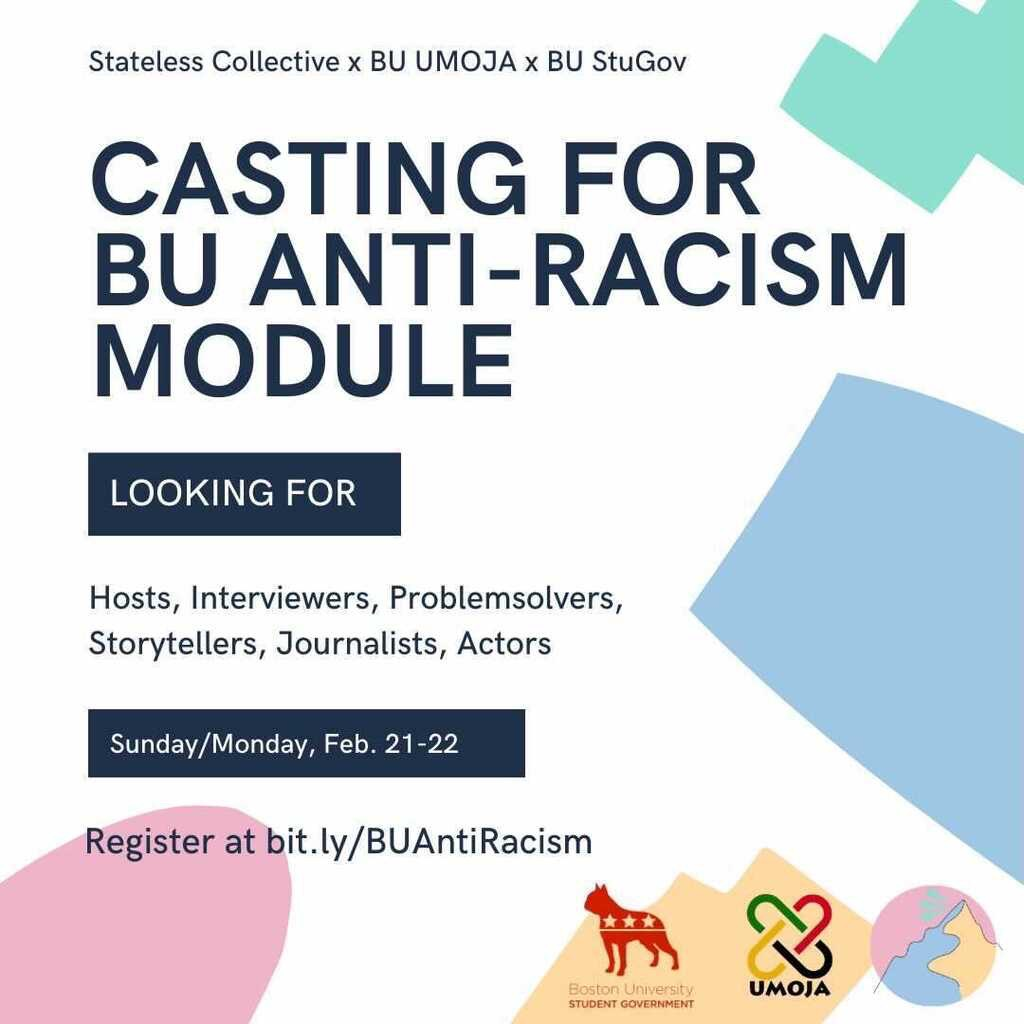 Stateless Collective x BU UMOJA x BU StuGov
CASTING FOR
BU ANTI-RACISM
MODULE
LOOKING FOR
Hosts, Interviewers, Problemsolvers,
Storytellers, Journalists, Actors
Sunday/Monday, Feb. 21-22
Register at bit.ly/BUAntiRacism
Boston University
STUDENT GOVERNMENT
UMOJA